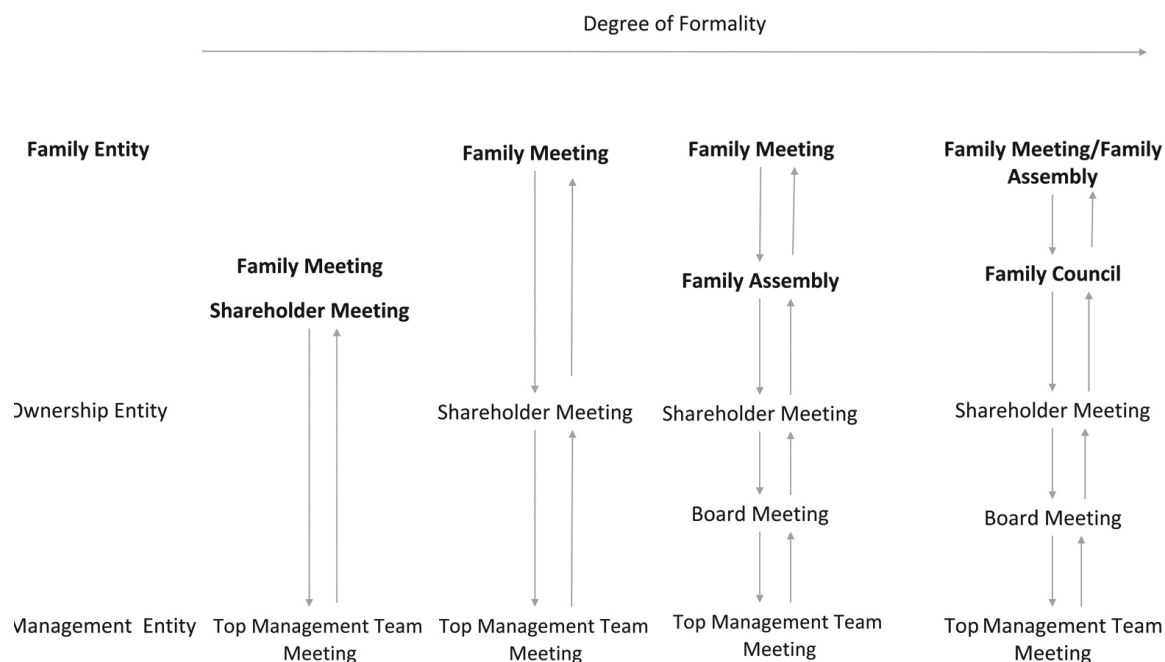 Degree of Formality
Family Entity
Family Meeting
Family Meeting
Family Meeting/Family
Assembly
Family Meeting
Shareholder Meeting
Family Assembly
Family Council
Ownership Entity
Shareholder Meeting
Shareholder Meeting
Shareholder Meeting
Board Meeting
Board Meeting
Management Entity
Top Management Team
Meeting
Top Management Team
Meeting
Top Management Team
Meeting
Top Management Team
Meeting